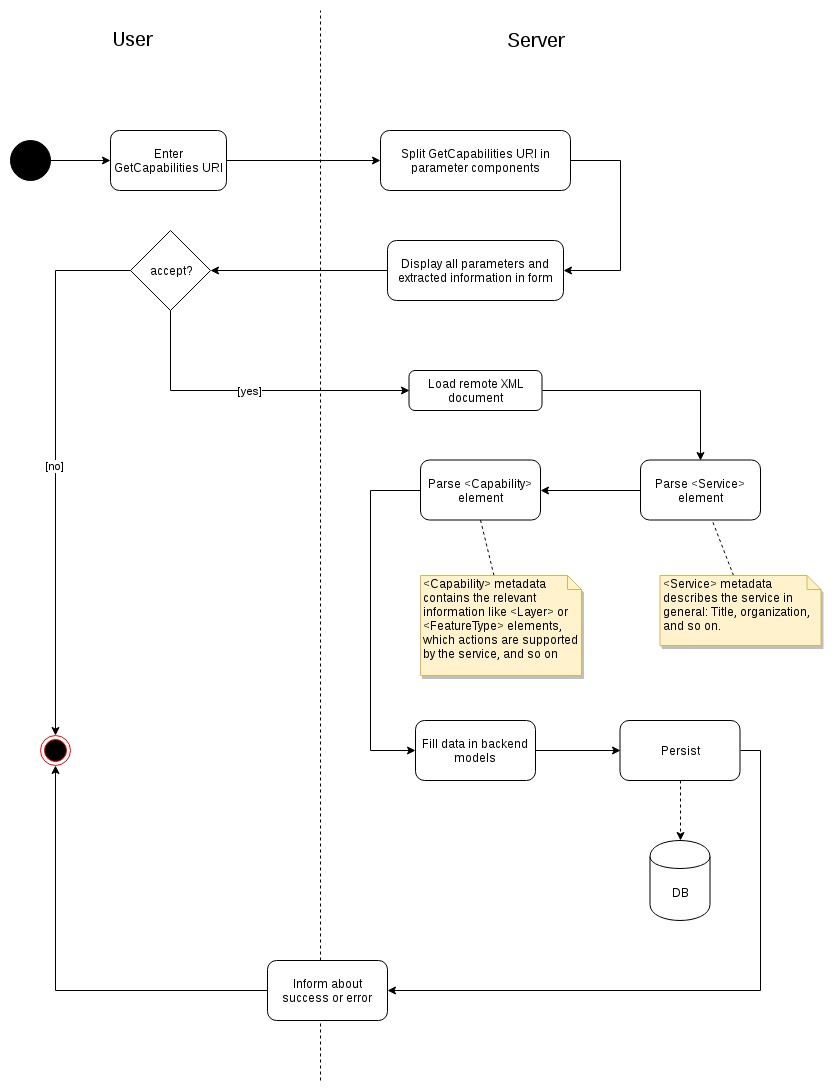 User
Server
Enter
GetCapabilities URI
Split GetCapabilities URI in
parameter components
accept?
Display all parameters and
extracted information in form
[yes]
Load remote XML
document
[no]
Parse <Capability>
element
Parse <Service>
element
<Capability> metadata
contains the relevant
information like <Layer> or
<FeatureType> elements,
which actions are supported
by the service, and so on
<Service> metadata
describes the service in
general: Title, organization,
and so on.
Fill data in backend
models
Persist
DB
Inform about
success or error